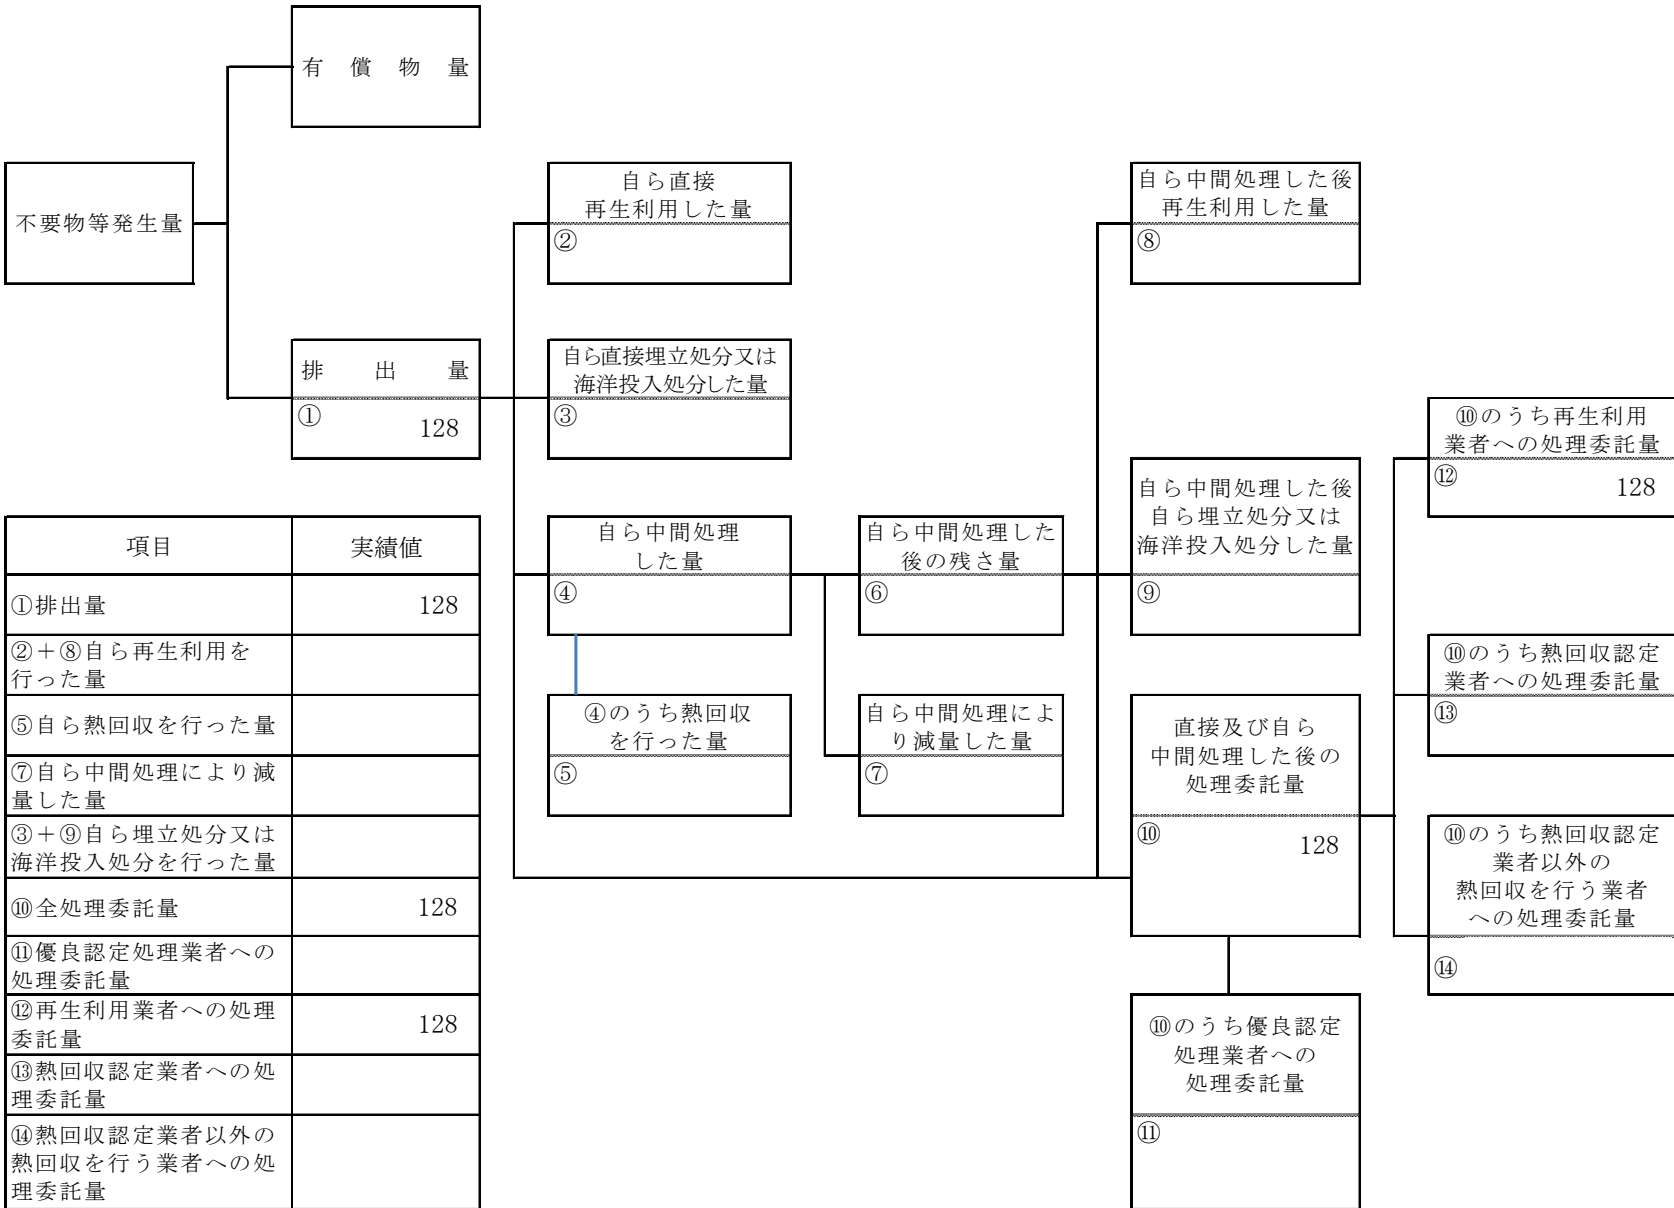 有償物量
不要物等発生量
排出量
①
128
自ら直接
再生利用した量
②
自ら直接埋立処分又は
海洋投入処分した量
③
自ら中間処理
した量
④
④のうち熱回収
を行った量
⑤
自ら中間処理した
後の残さ量
⑥
自ら中間処理によ
り減量した量
⑦
自ら中間処理した後
再生利用した量
⑧
自ら中間処理した後
自ら埋立処分又は
海洋投入処分した量
⑨
直接及び自ら
中間処理した後の
処理委託量
⑩
128
⑩のうち優良認定
処理業者への
処理委託量
⑪
⑩のうち再生利用
業者への処理委託量
⑫
128
⑩のうち熱回収認定
業者への処理委託量
⑬
⑩のうち熱回収認定
業者以外の
熱回収を行う業者
への処理委託量
⑭
項目 実績値
①排出量 128
②＋⑧自ら再生利用を
行った量
⑤自ら熱回収を行った量
⑦自ら中間処理により減
量した量
③＋⑨自ら埋立処分又は
海洋投入処分を行った量
⑩全処理委託量 128
⑪優良認定処理業者への
処理委託量
⑫再生利用業者への処理
委託量 128
⑬熱回収認定業者への処
理委託量
⑭熱回収認定業者以外の
熱回収を行う業者への処
理委託量